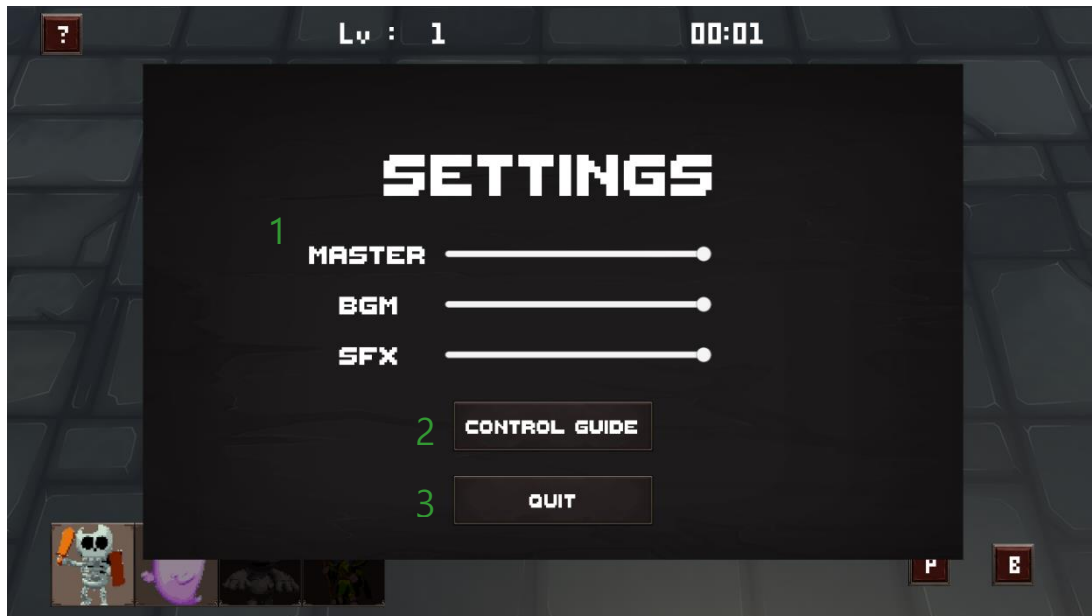 ?
Lv : 1
00:01
SETTINGS
1
MASTER
BGM
SFX
2
CONTROL GUIDE
3
QUIT
P
B